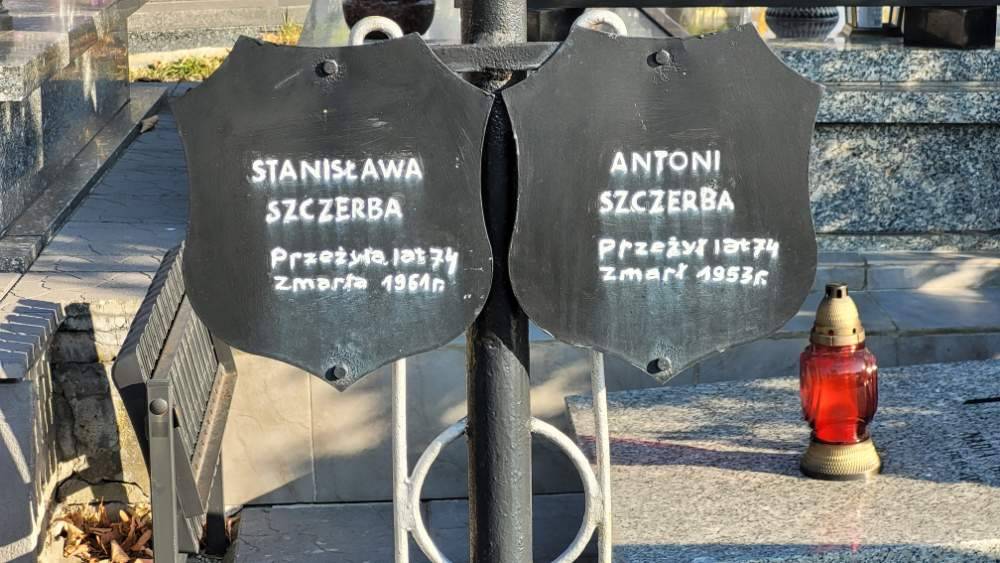 STANISŁAWA
SZCZERBA
Przeżyła lat 74
zmarła 1961r.
ANTONI
SZCZERBA
Przeżył lat 74
zmarł 1953r.